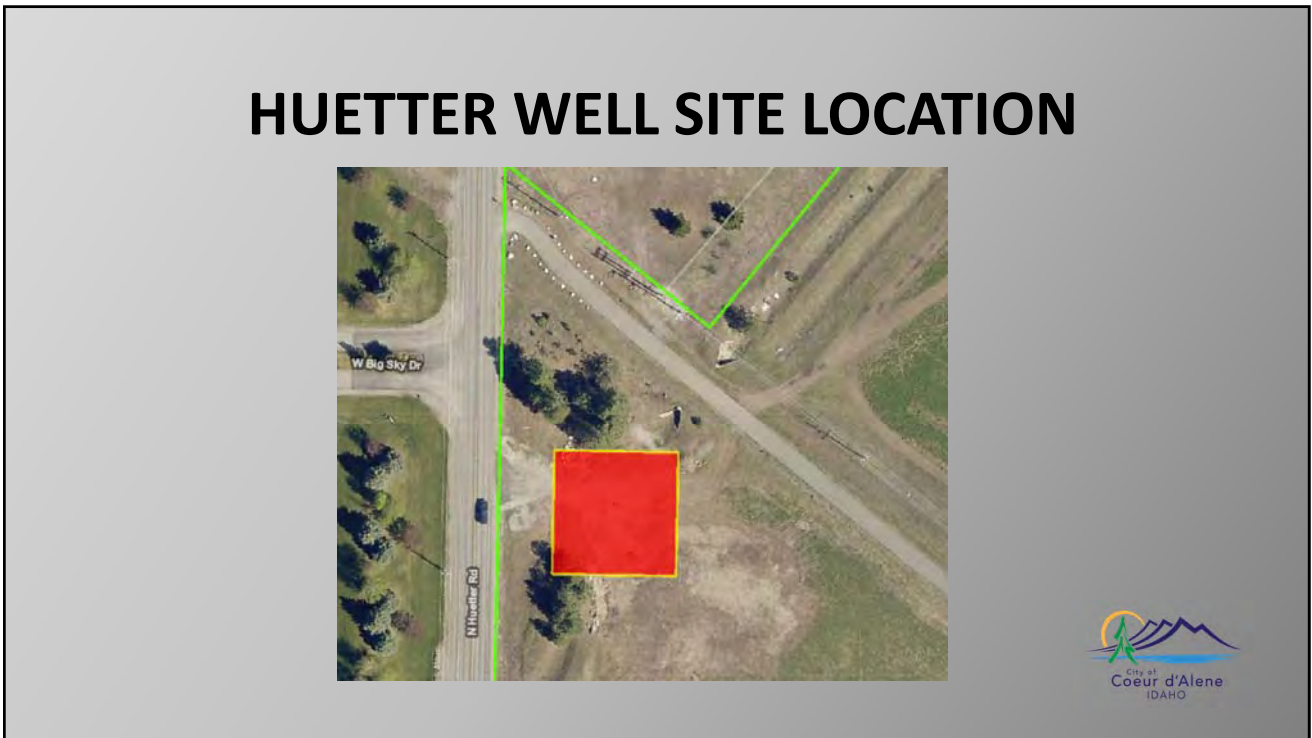 HUETTER WELL SITE LOCATION
W Big Sky Dr
N Huetter Rd
City of
Coeur d'Alene
IDAHO